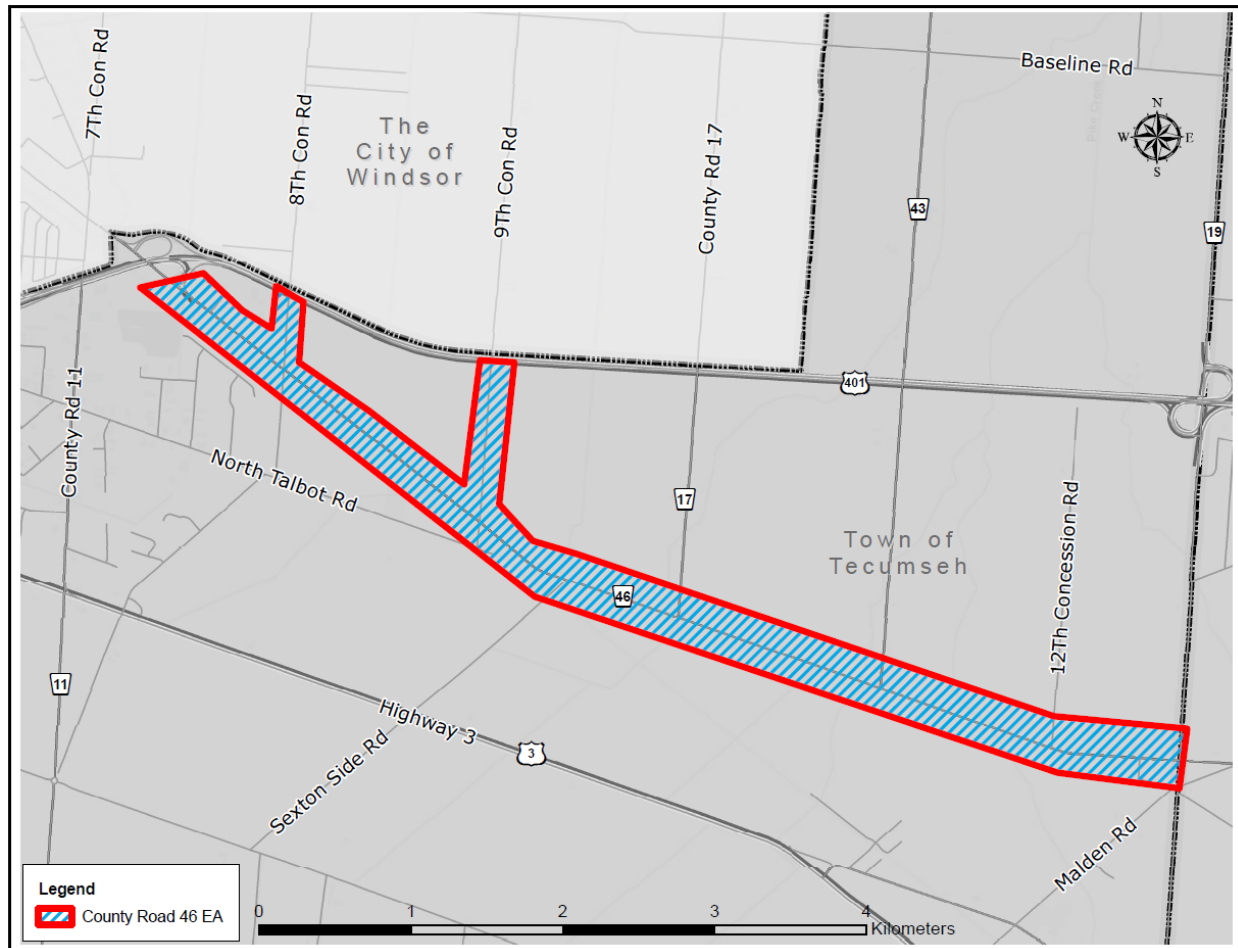 Baseline Rd
7Th Con Rd
8Th Con Rd
The
City of
Windsor
9Th Con Rd
County Rd 17
N
W
E
S
43
19
401
County Rd 11
North Talbot Rd
17
46
Town of
Tecumseh
12Th Concession Rd
11
Highway 3
3
Sexton Side Rd
Malden Rd
Legend
County Road 46 EA
0
1
2
3
4
Kilometers